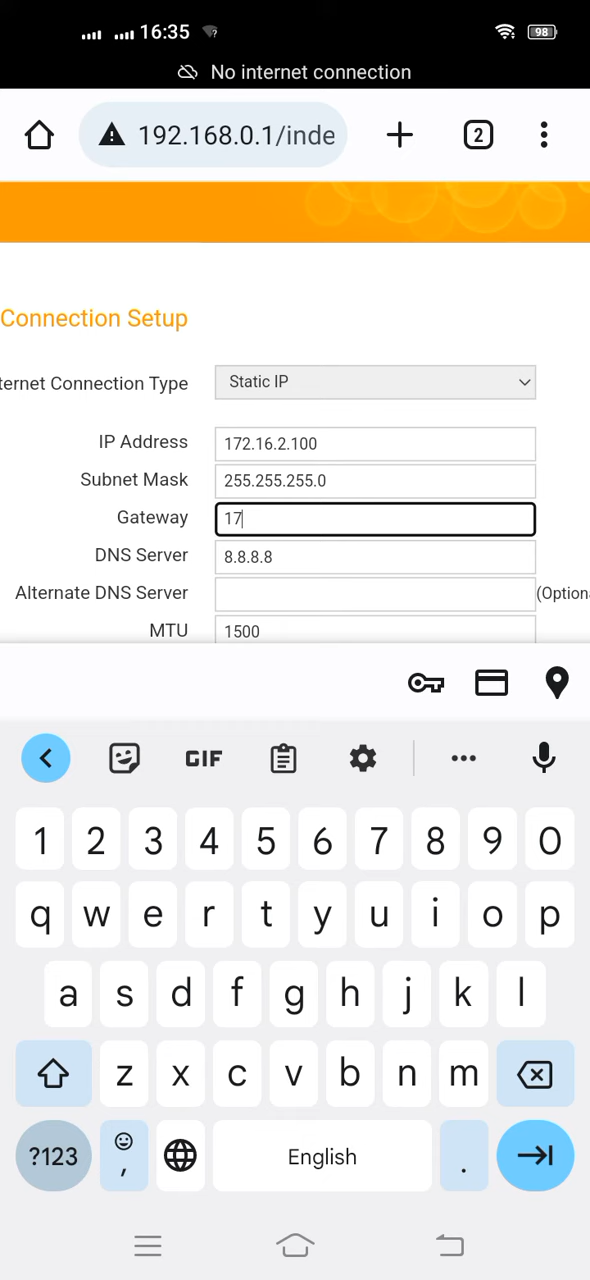 16:35
98
No internet connection
192.168.0.1/inde
2
Connection Setup
ternet Connection Type
Static IP
IP Address
172.16.2.100
Subnet Mask
255.255.255.0
Gateway
17
DNS Server
8.8.8.8
Alternate DNS Server
(Optiona
MTU
1500
GIF
1 2 3 4 5 6 7 8 9 0
q w e r t y u i o p
a s d f g h j k l
z x c v b n m
?123
,
English
.